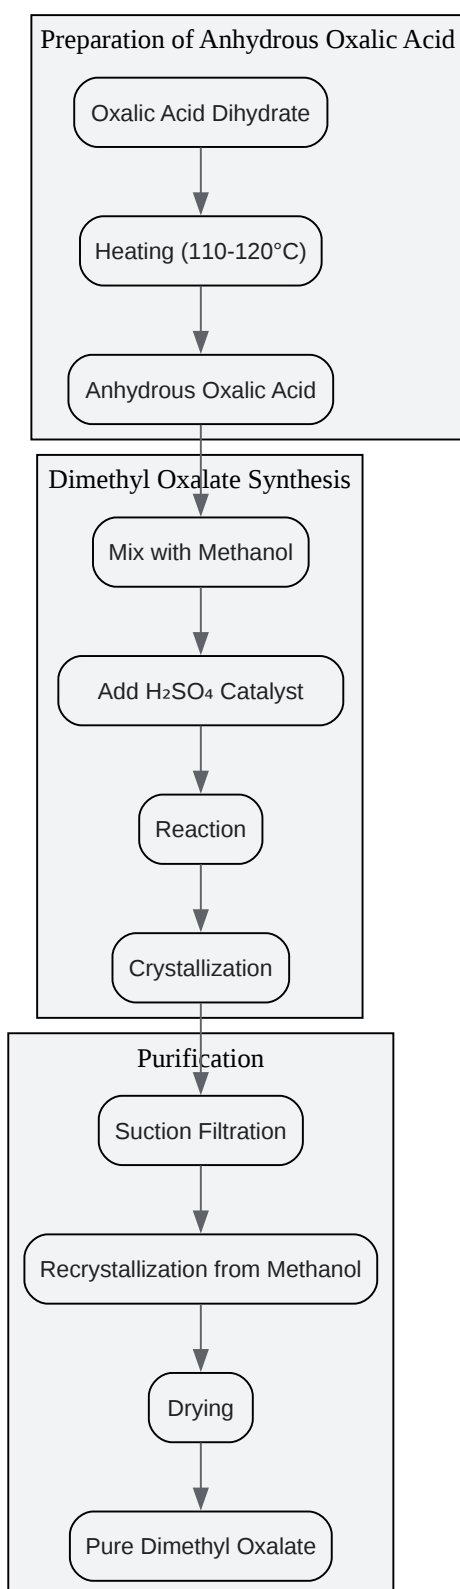 Preparation of Anhydrous Oxalic Acid
Oxalic Acid Dihydrate
Heating (110-120°C)
Anhydrous Oxalic Acid
Dimethyl Oxalate Synthesis
Mix with Methanol
Add H₂SO₄ Catalyst
Reaction
Crystallization
Purification
Suction Filtration
Recrystallization from Methanol
Drying
Pure Dimethyl Oxalate